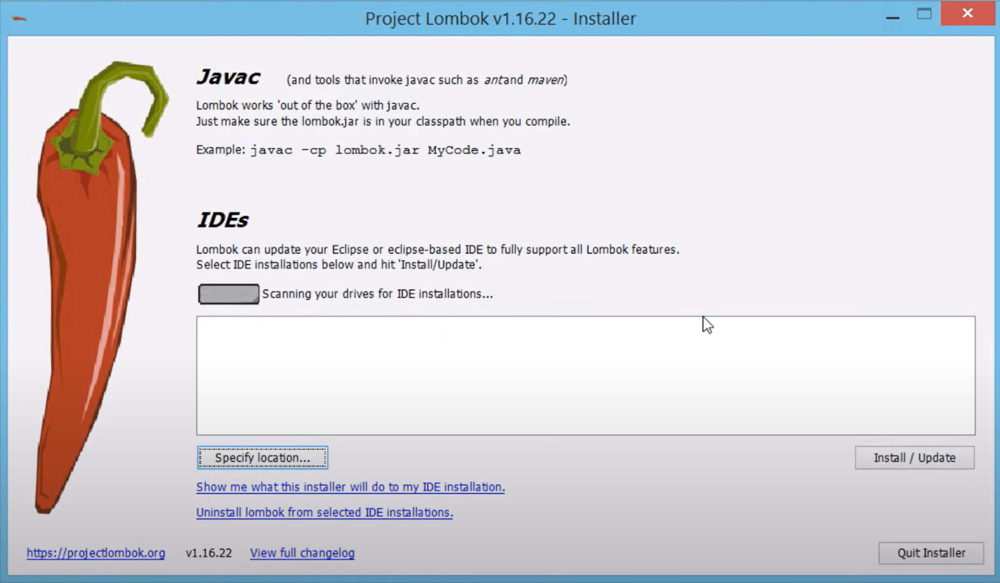 Project Lombok v1.16.22 - Installer
Javac (and tools that invoke javac such as ant and maven)
Lombok works 'out of the box' with javac.
Just make sure the lombok.jar is in your classpath when you compile.
Example: javac -cp lombok.jar MyCode.java
IDEs
Lombok can update your Eclipse or eclipse-based IDE to fully support all Lombok features.
Select IDE installations below and hit 'Install/Update'.
Scanning your drives for IDE installations...
Specify location... Install / Update
Show me what this installer will do to my IDE installation.
Uninstall lombok from selected IDE installations.
https://projectlombok.org v1.16.22 View full changelog Quit Installer